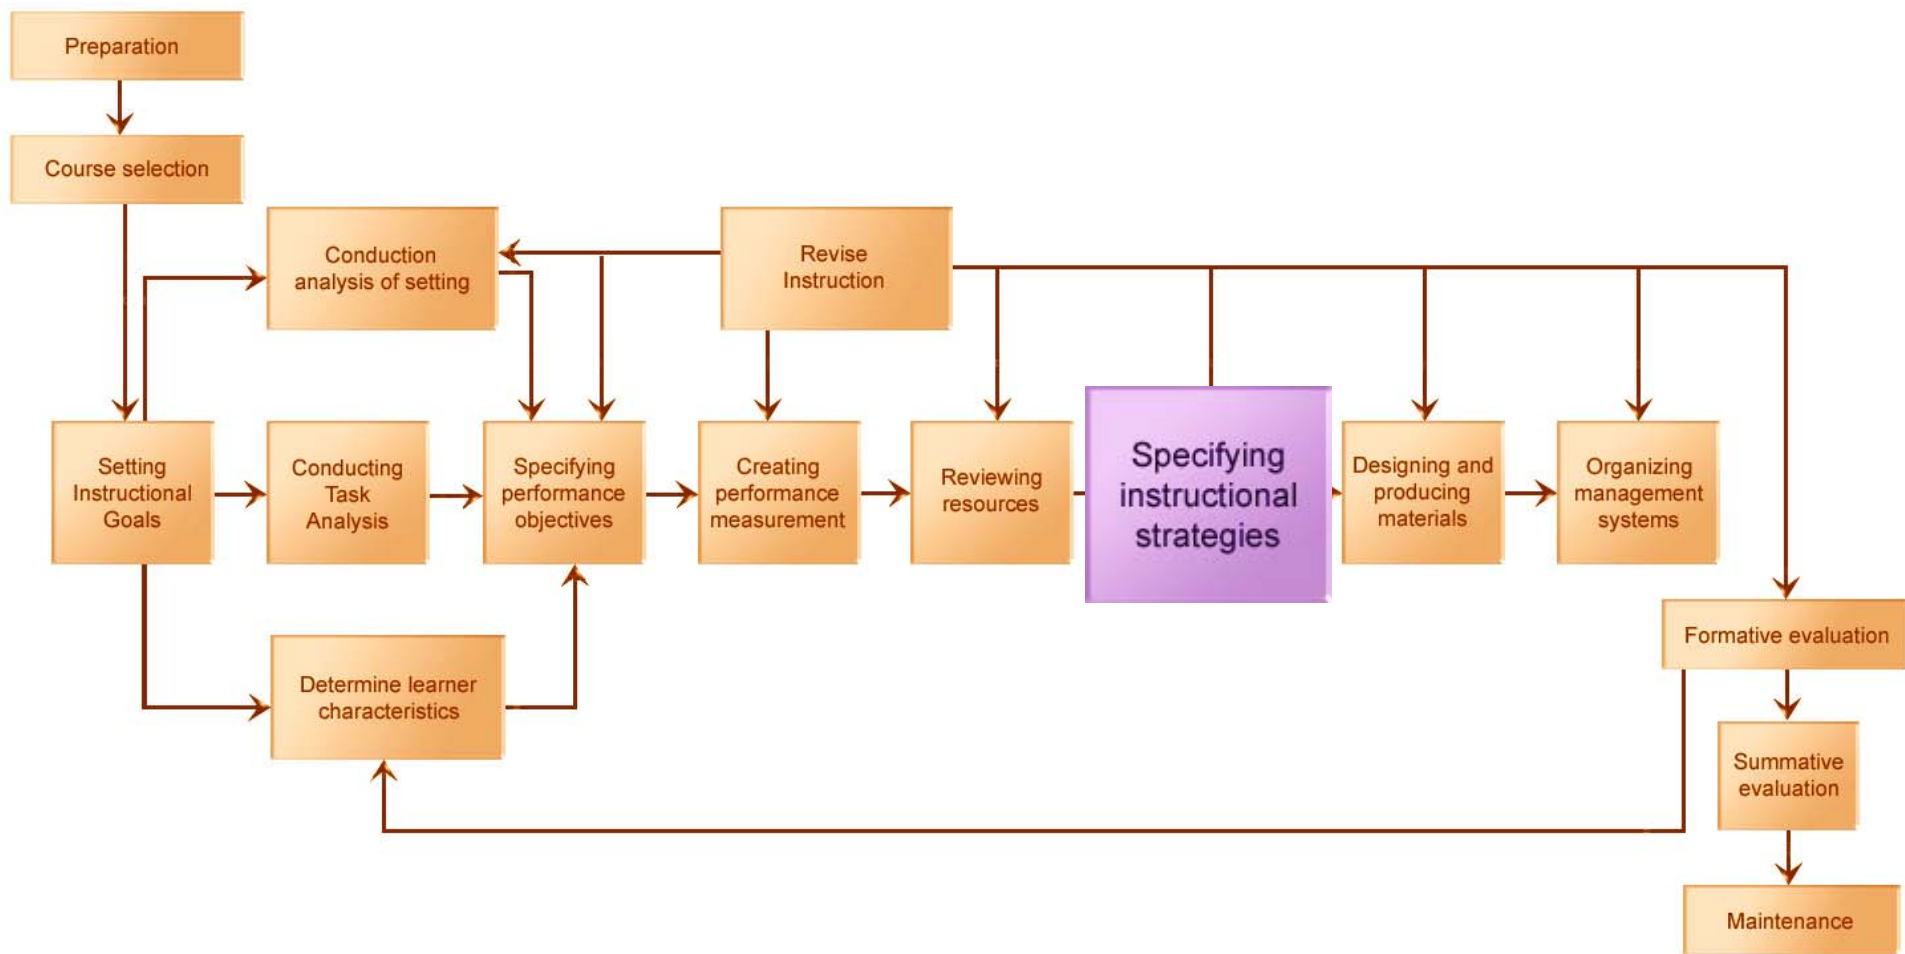 Preparation
Course selection
Conduction
analysis of setting
Revise
Instruction
Setting
Instructional
Goals
Conducting
Task
Analysis
Specifying
performance
objectives
Creating
performance
measurement
Reviewing
resources
Specifying
instructional
strategies
Designing and
producing
materials
Organizing
management
systems
Formative evaluation
Determine learner
characteristics
Summative
evaluation
Maintenance